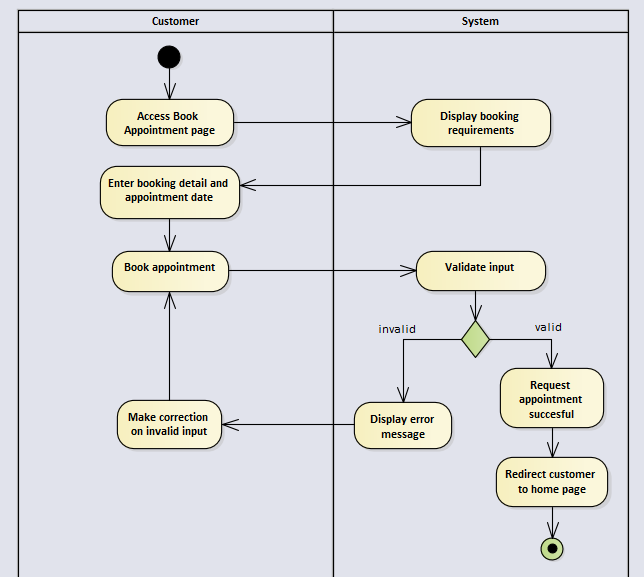 Customer
System
Access Book
Appointment page
Display booking
requirements
Enter booking detail and
appointment date
Book appointment
Validate input
invalid
valid
Request
appointment
succesful
Make correction
on invalid input
Display error
message
Redirect customer
to home page